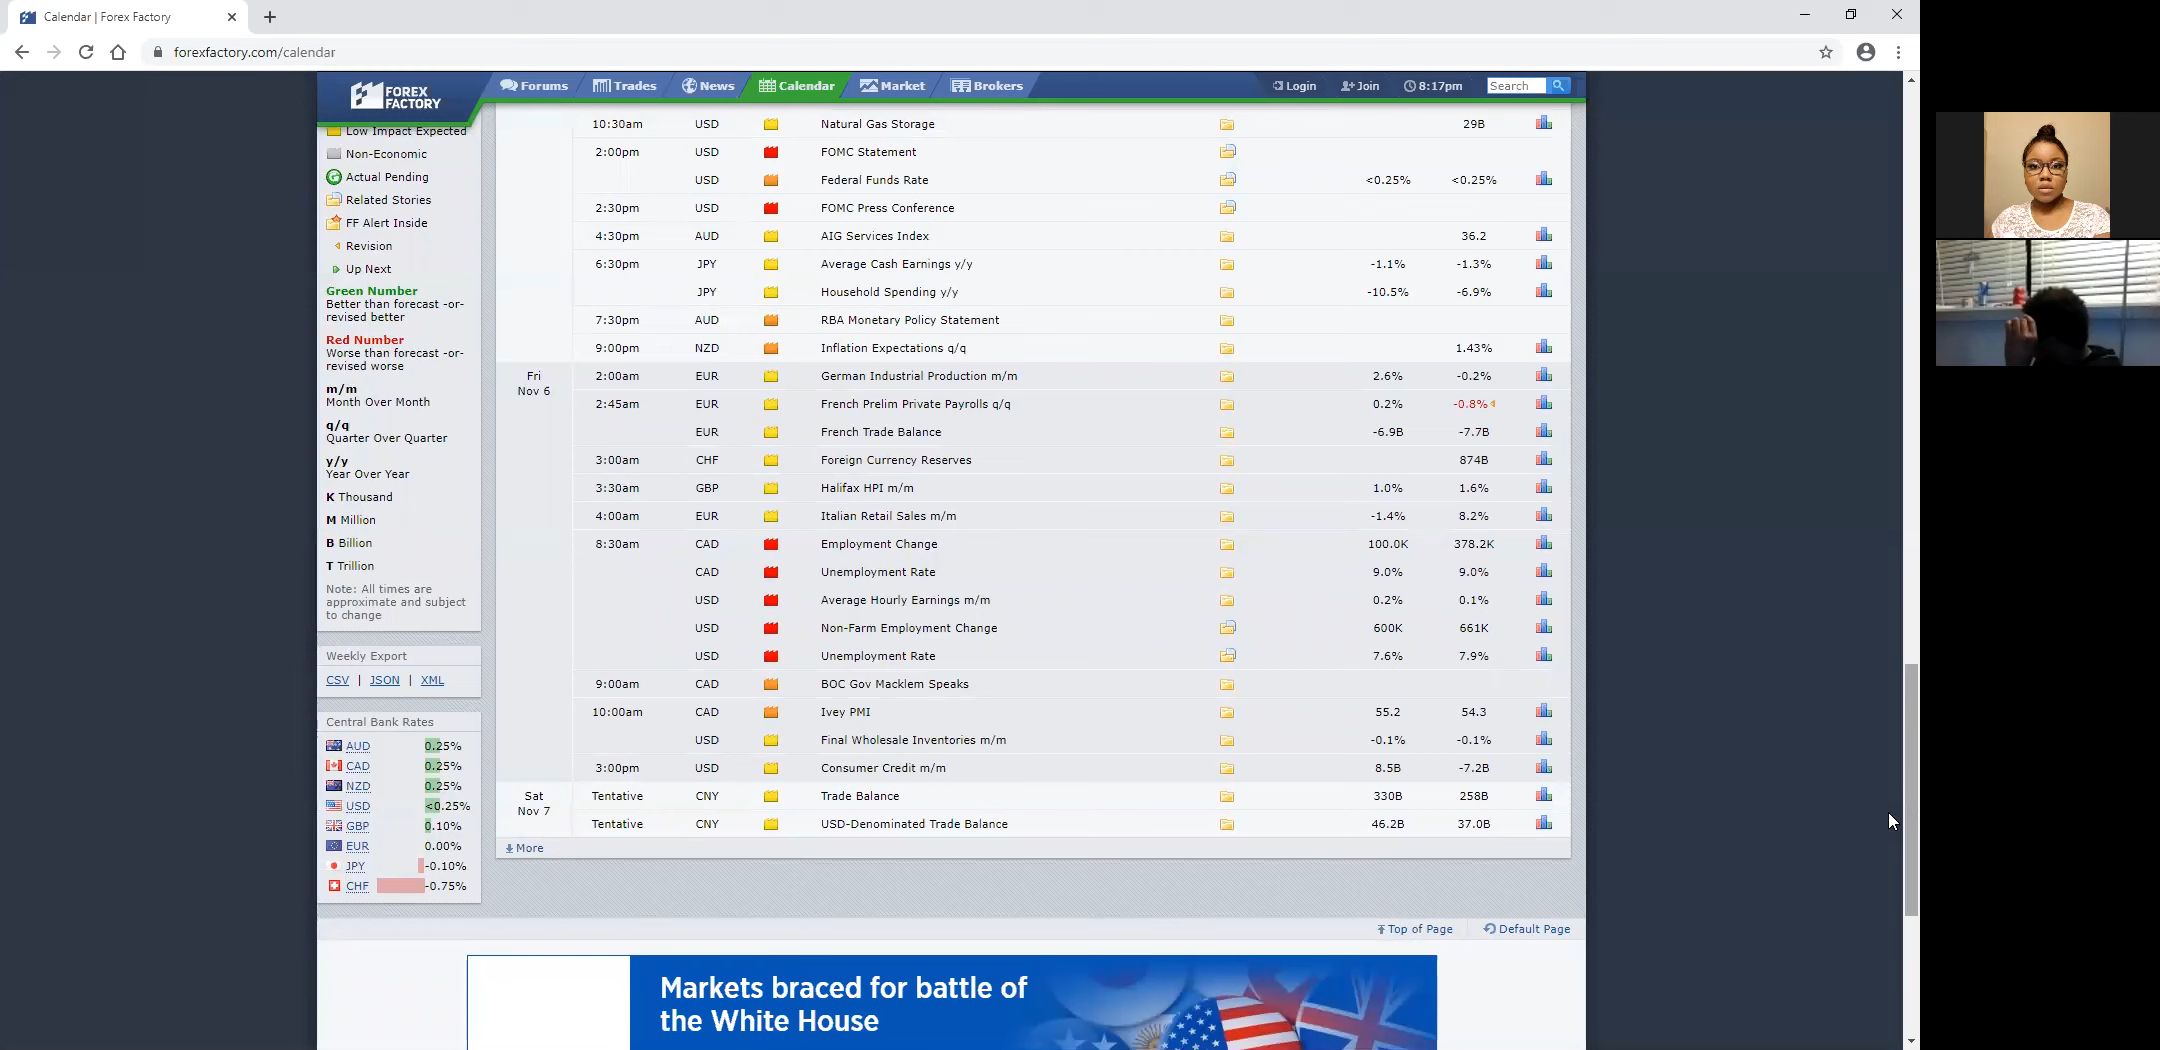 Calendar | Forex Factory
forexfactory.com/calendar
FOREX FACTORY
Forums Trades News Calendar Market Brokers Login Join 8:17pm Search
Low Impact Expected
Non-Economic
Actual Pending
Related Stories
FF Alert Inside
Revision
Up Next
Green Number
Better than forecast -or-
revised better
Red Number
Worse than forecast -or-
revised worse
m/m
Month Over Month
q/q
Quarter Over Quarter
y/y
Year Over Year
K Thousand
M Million
B Billion
T Trillion
Note: All times are
approximate and subject
to change
Weekly Export
CSV | JSON | XML
Central Bank Rates
AUD 0.25%
CAD 0.25%
NZD 0.25%
USD <0.25%
GBP 0.10%
EUR 0.00%
JPY -0.10%
CHF -0.75%
10:30am USD Natural Gas Storage 29B
2:00pm USD FOMC Statement
USD Federal Funds Rate <0.25% <0.25%
2:30pm USD FOMC Press Conference
4:30pm AUD AIG Services Index 36.2
6:30pm JPY Average Cash Earnings y/y -1.1% -1.3%
JPY Household Spending y/y -10.5% -6.9%
7:30pm AUD RBA Monetary Policy Statement
9:00pm NZD Inflation Expectations q/q 1.43%
Fri Nov 6 2:00am EUR German Industrial Production m/m 2.6% -0.2%
2:45am EUR French Prelim Private Payrolls q/q 0.2% -0.8%
EUR French Trade Balance -6.9B -7.7B
3:00am CHF Foreign Currency Reserves 874B
3:30am GBP Halifax HPI m/m 1.0% 1.6%
4:00am EUR Italian Retail Sales m/m -1.4% 8.2%
8:30am CAD Employment Change 100.0K 378.2K
CAD Unemployment Rate 9.0% 9.0%
USD Average Hourly Earnings m/m 0.2% 0.1%
USD Non-Farm Employment Change 600K 661K
USD Unemployment Rate 7.6% 7.9%
9:00am CAD BOC Gov Macklem Speaks
10:00am CAD Ivey PMI 55.2 54.3
USD Final Wholesale Inventories m/m -0.1% -0.1%
3:00pm USD Consumer Credit m/m 8.5B -7.2B
Sat Nov 7 Tentative CNY Trade Balance 330B 258B
Tentative CNY USD-Denominated Trade Balance 46.2B 37.0B
More
Top of Page Default Page
Markets braced for battle of
the White House